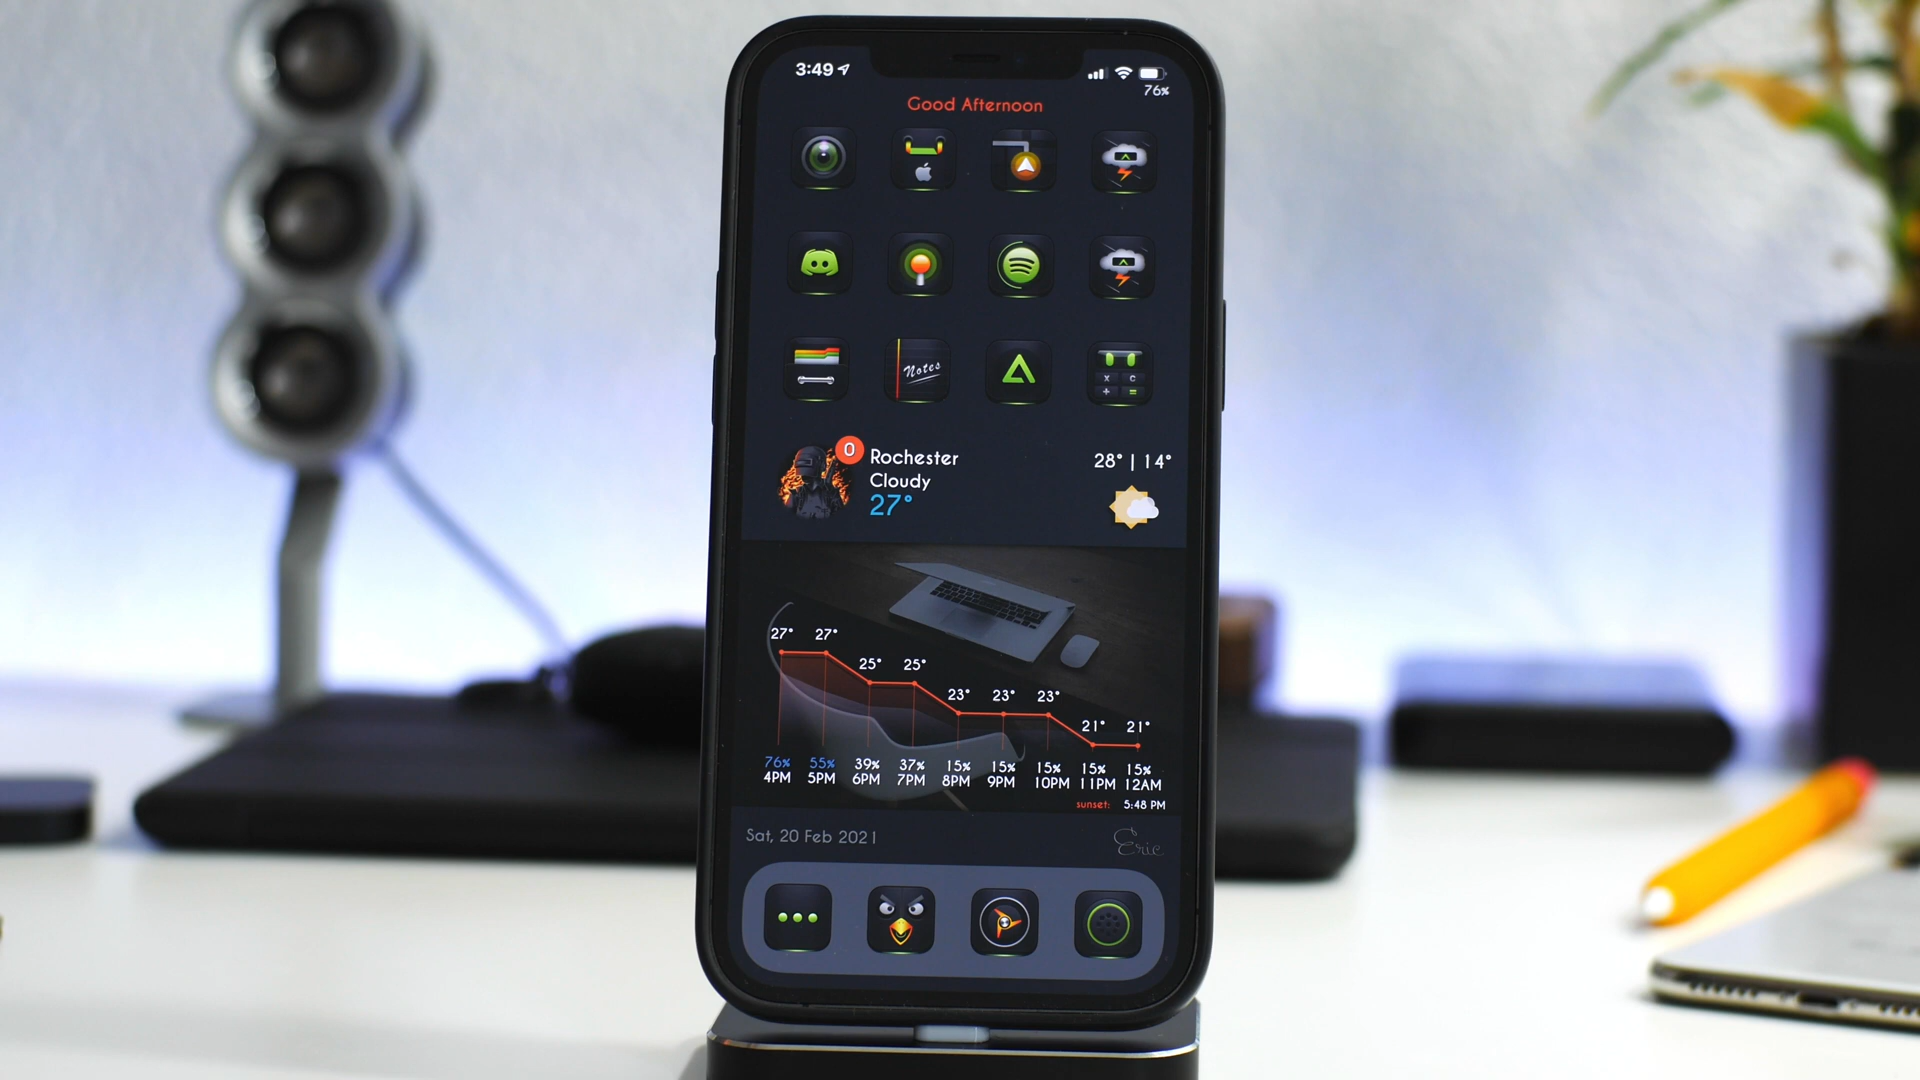 3:49
76%
Good Afternoon
Notes
X C
+ =
0
Rochester
28° | 14°
Cloudy
27°
27° 27° 25° 25° 23° 23° 23° 21° 21°
76% 55% 39% 37% 15% 15% 15% 15% 15%
4PM 5PM 6PM 7PM 8PM 9PM 10PM 11PM 12AM
sunset: 5:48 PM
Sat, 20 Feb 2021
Eric